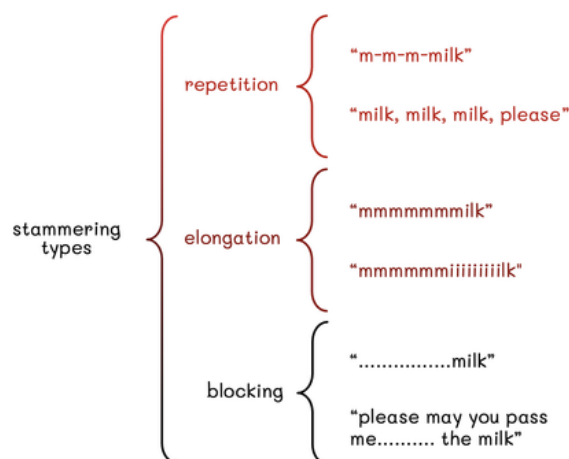 stammering
types
repetition
“m-m-m-milk”
“milk, milk, milk, please”
elongation
“mmmmmmmilk”
“mmmmmmiiiiiiiiilk"
blocking
“................milk”
“please may you pass
me.......... the milk”